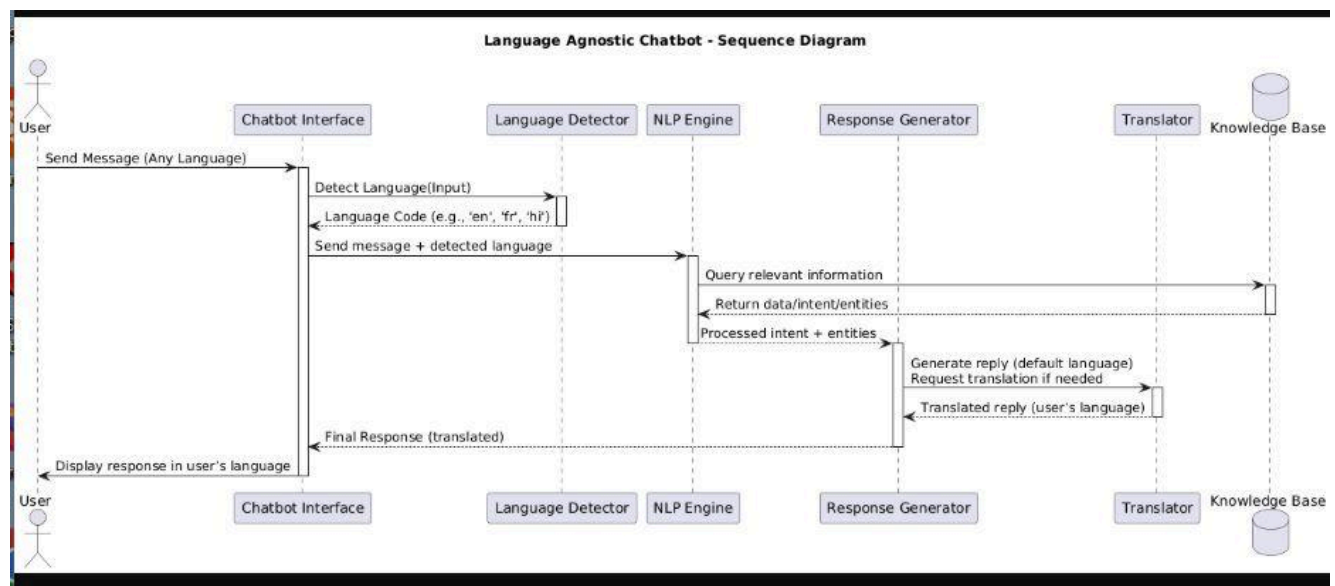 Language Agnostic Chatbot - Sequence Diagram
User
Chatbot Interface
Language Detector
NLP Engine
Response Generator
Translator
Knowledge Base
Send Message (Any Language)
Detect Language(Input)
Language Code (e.g., 'en', 'fr', 'hi')
Send message + detected language
Query relevant information
Return data/intent/entities
Processed intent + entities
Generate reply (default language)
Request translation if needed
Translated reply (user's language)
Final Response (translated)
Display response in user's language
User
Chatbot Interface
Language Detector
NLP Engine
Response Generator
Translator
Knowledge Base